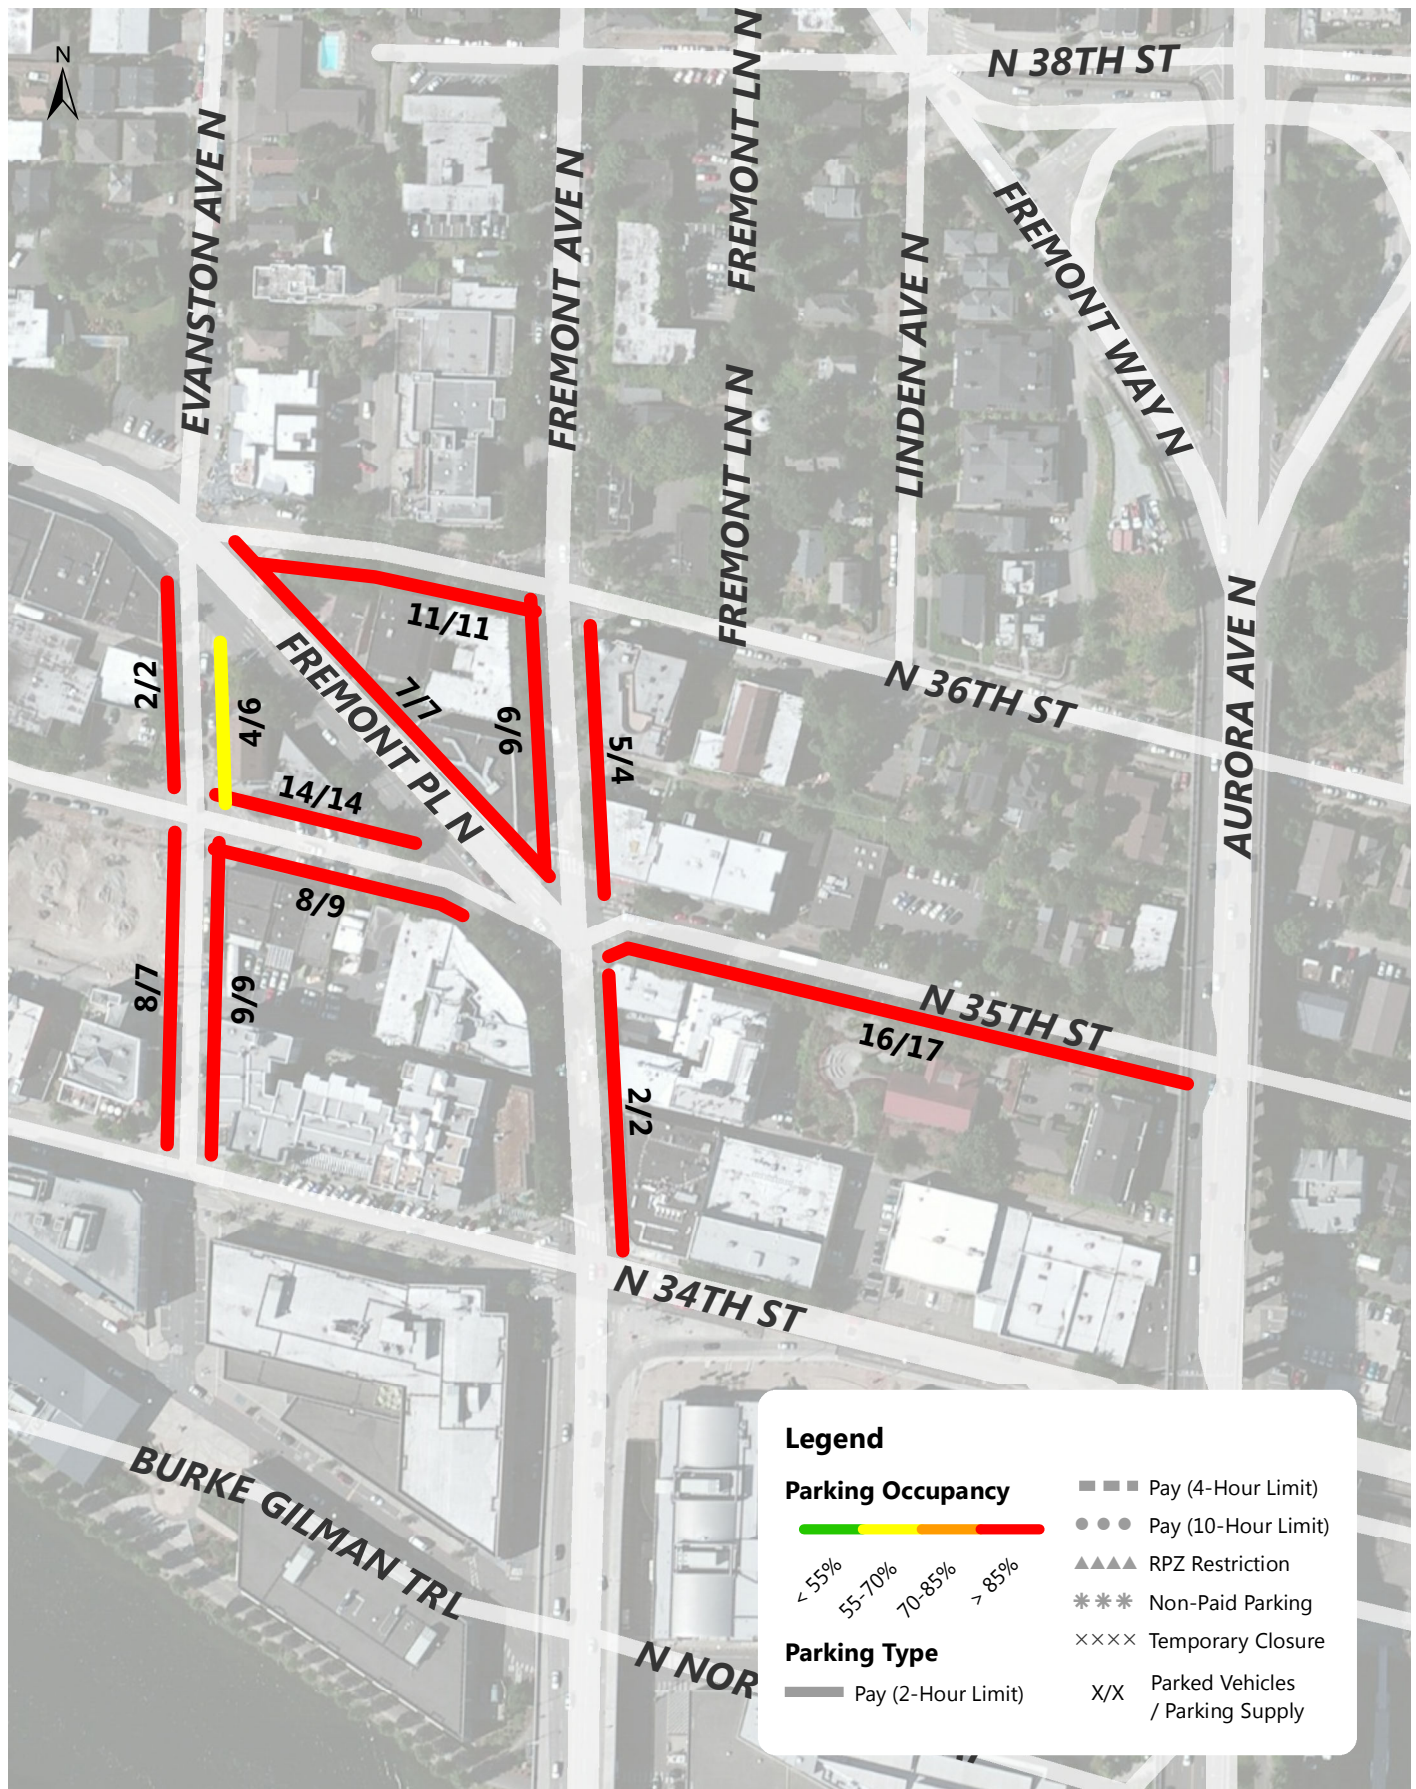 N
N 38TH ST
FREMONT LN N
EVANSTON AVE N
FREMONT AVE N
FREMONT WAY N
LINDEN AVE N
FREMONT LN N
AURORA AVE N
11/11
FREMONT PL N
2/2
7/7
4/6
6/6
N 36TH ST
5/4
14/14
8/9
8/7
9/9
N 35TH ST
16/17
2/2
N 34TH ST
BURKE GILMAN TRL
N NOR
Legend
Parking Occupancy
< 55%
55-70%
70-85%
> 85%
Parking Type
Pay (2-Hour Limit)
Pay (4-Hour Limit)
Pay (10-Hour Limit)
RPZ Restriction
Non-Paid Parking
Temporary Closure
X/X
Parked Vehicles
/ Parking Supply